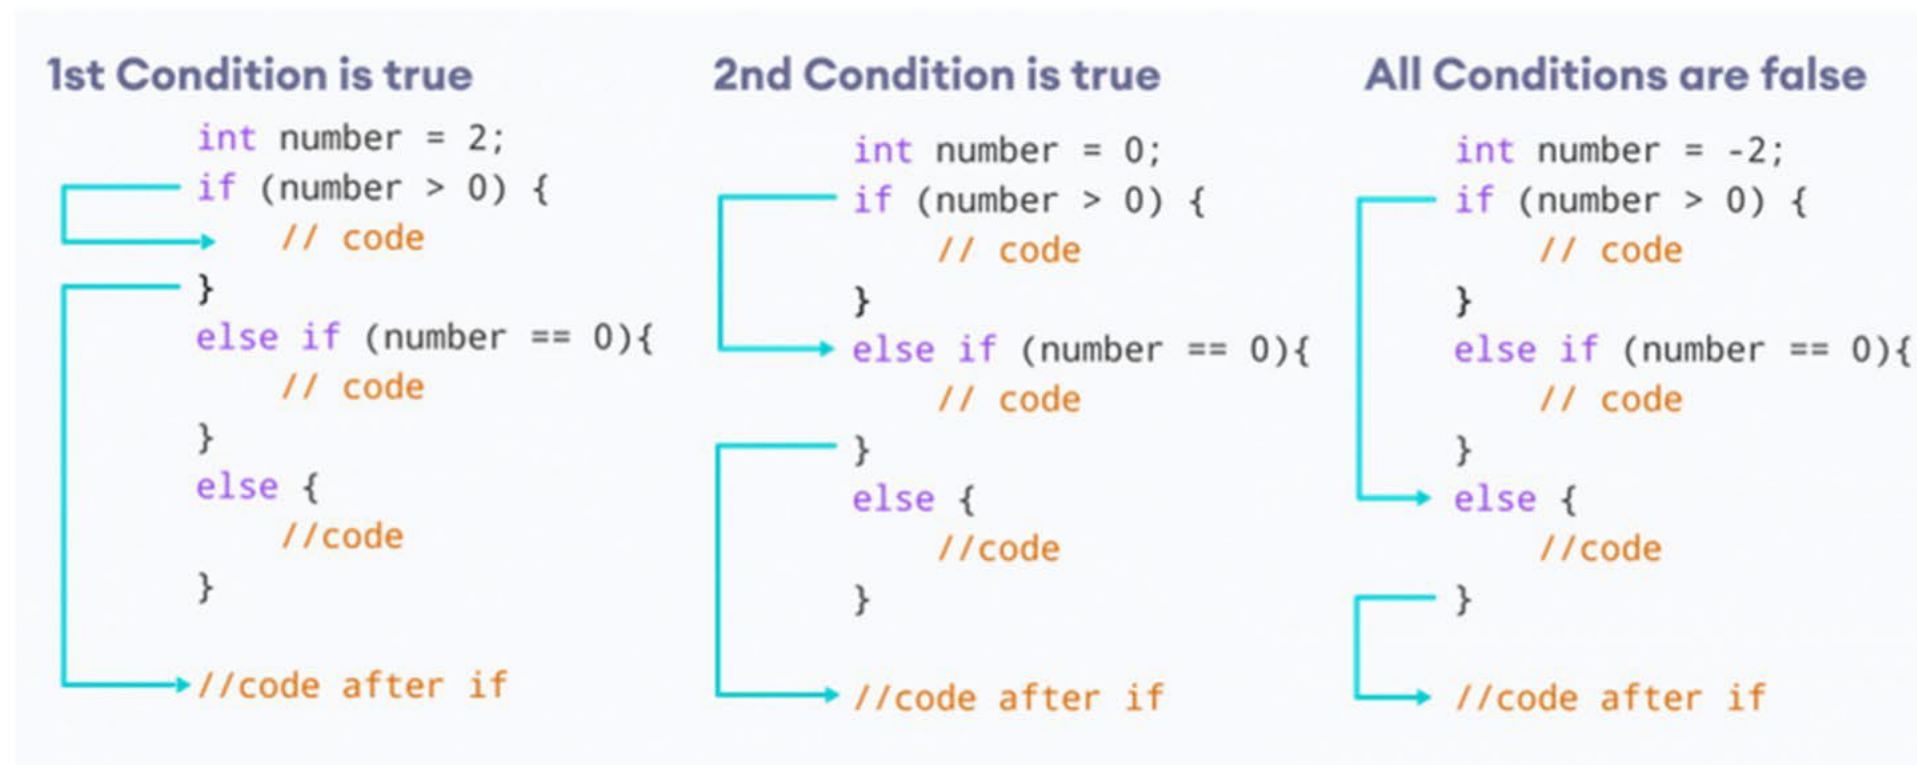 1st Condition is true
int number = 2;
if (number > 0) {
// code
}
else if (number == 0){
// code
}
else {
//code
}
//code after if
2nd Condition is true
int number = 0;
if (number > 0) {
// code
}
else if (number == 0){
// code
}
else {
//code
}
//code after if
All Conditions are false
int number = -2;
if (number > 0) {
// code
}
else if (number == 0){
// code
}
else {
//code
}
//code after if